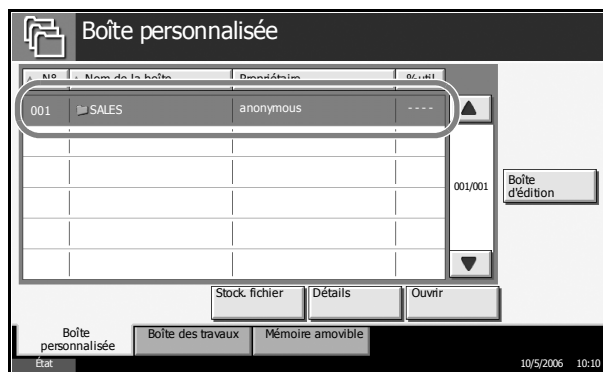 Boîte personnalisée
N° Nom de la boîte Propriétaire %util
001 SALES anonymous ----
001/001
Boîte
d'édition
Stock. fichier Détails Ouvrir
Boîte
personnalisée
Boîte des travaux
Mémoire amovible
État
10/5/2006 10:10